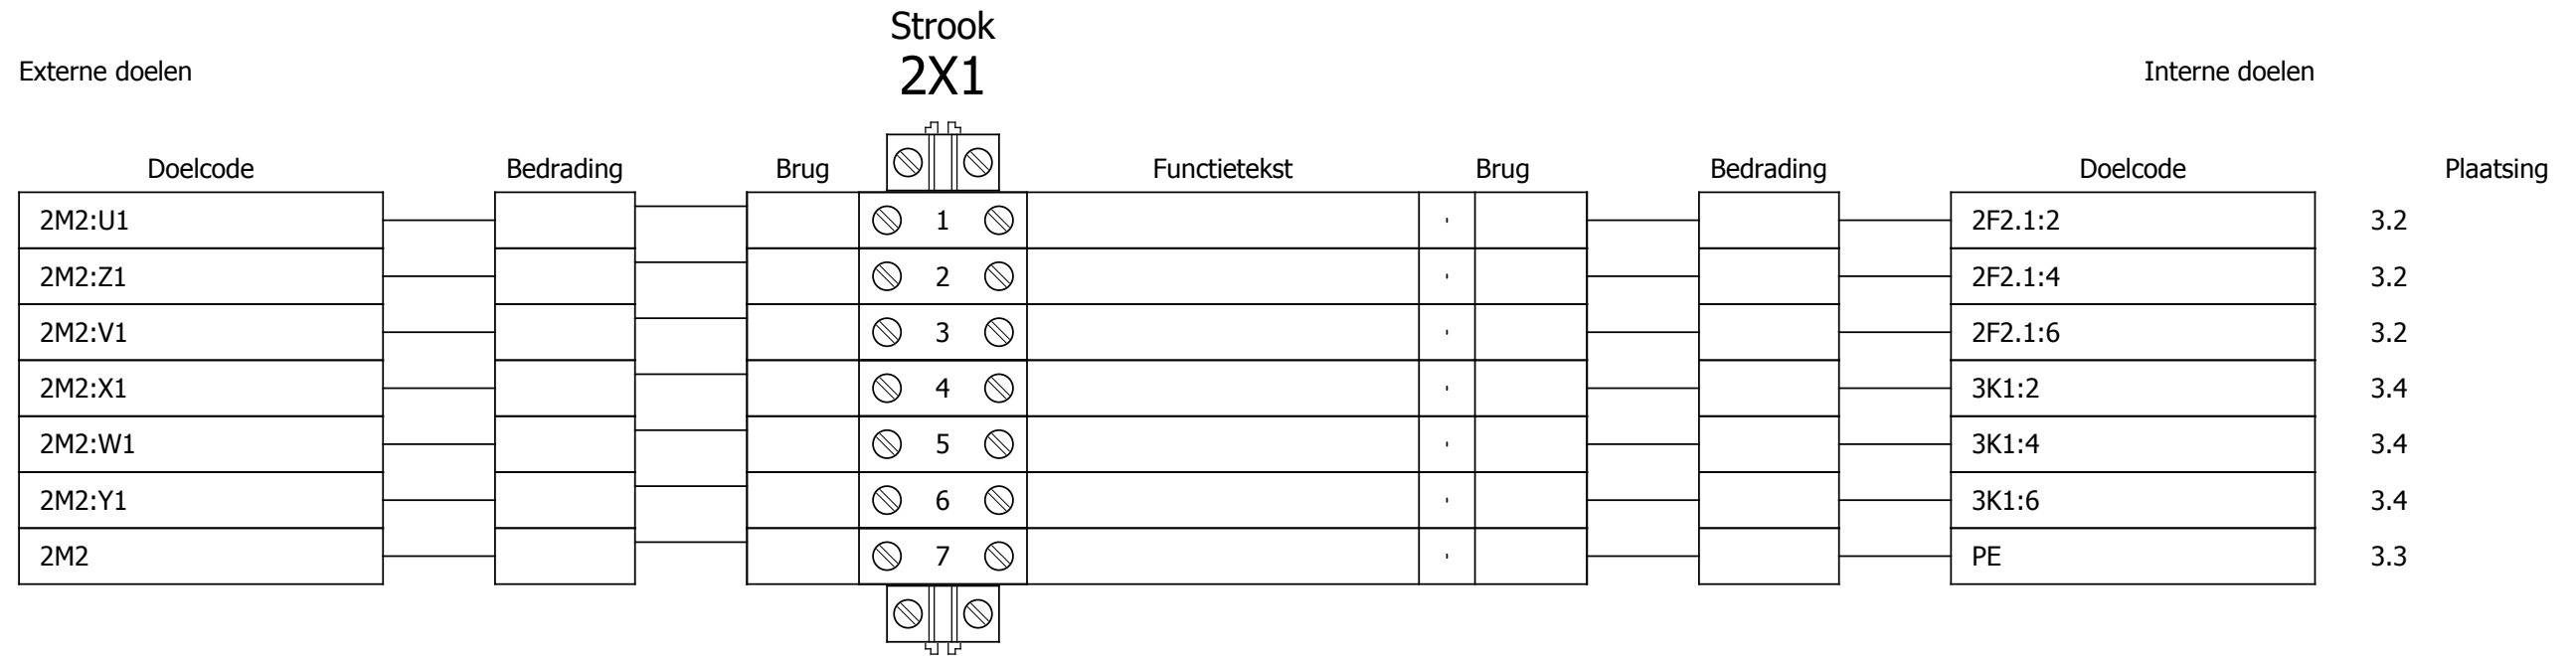 Strook
2X1
Externe doelen
Interne doelen
Doelcode Bedrading Brug Functietekst Brug Bedrading Doelcode Plaatsing
2M2:U1 1 2F2.1:2 3.2
2M2:Z1 2 2F2.1:4 3.2
2M2:V1 3 2F2.1:6 3.2
2M2:X1 4 3K1:2 3.4
2M2:W1 5 3K1:4 3.4
2M2:Y1 6 3K1:6 3.4
2M2 7 PE 3.3